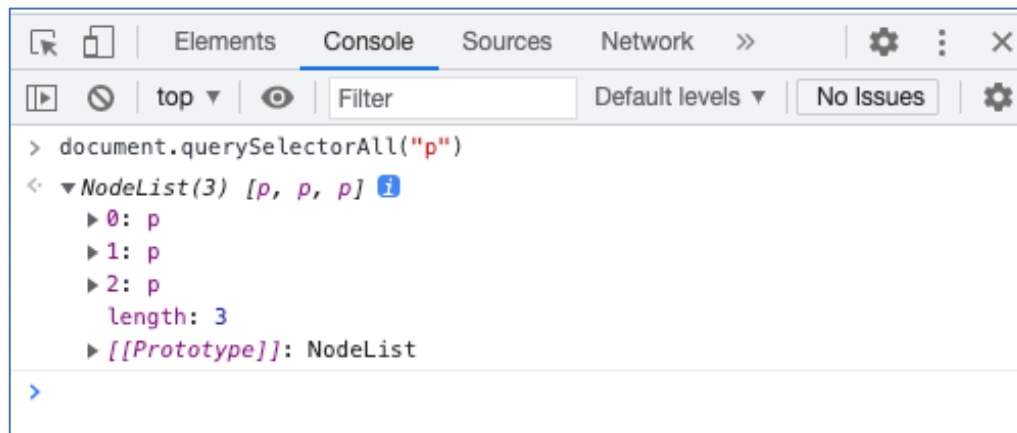 Elements Console Sources Network »
top ▼ Filter Default levels ▼ No Issues
> document.querySelectorAll("p")
<· ▼NodeList(3) [p, p, p] i
▶0: p
▶1: p
▶2: p
length: 3
▶[[Prototype]]: NodeList
>